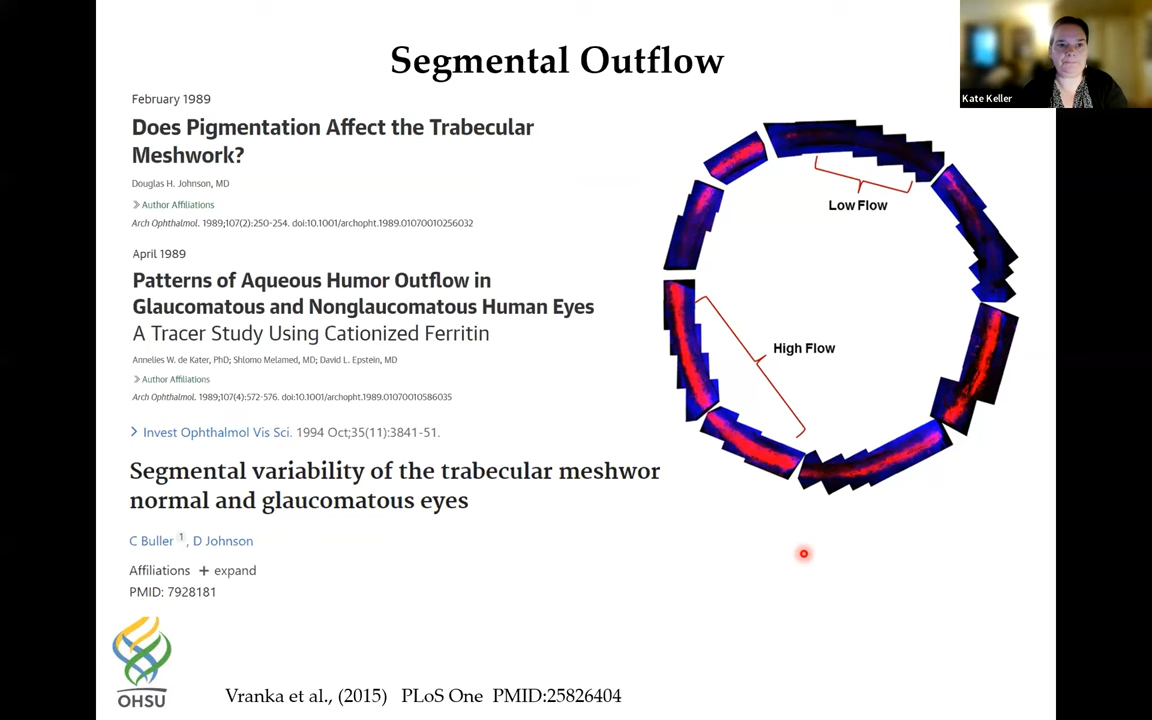 Segmental Outflow
Kate Keller
February 1989
Does Pigmentation Affect the Trabecular
Meshwork?
Douglas H. Johnson, MD
Author Affiliations
Arch Ophthalmol. 1989;107(2):250-254. doi:10.1001/archopht.1989.01070010256032
April 1989
Patterns of Aqueous Humor Outflow in
Glaucomatous and Nonglaucomatous Human Eyes
A Tracer Study Using Cationized Ferritin
Annelies W. de Kater, PhD; Shlomo Melamed, MD; David L. Epstein, MD
Author Affiliations
Arch Ophthalmol. 1989;107(4):572-576. doi:10.1001/archopht.1989.01070010586035
Invest Ophthalmol Vis Sci. 1994 Oct;35(11):3841-51.
Segmental variability of the trabecular meshwor
normal and glaucomatous eyes
C Buller 1, D Johnson
Affiliations + expand
PMID: 7928181
Low Flow
High Flow
OHSU
Vranka et al., (2015) PLoS One PMID:25826404